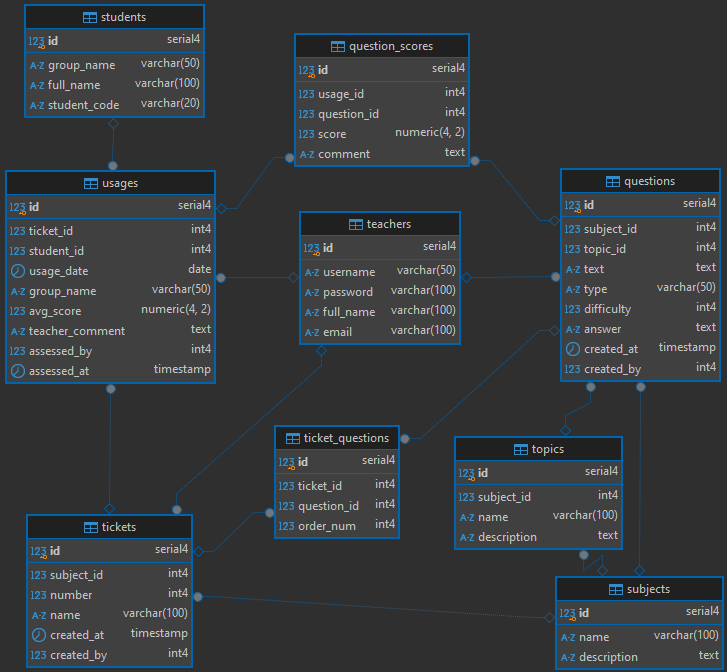 students
123 id serial4
A-Z group_name varchar(50)
A-Z full_name varchar(100)
A-Z student_code varchar(20)
question_scores
123 id serial4
123 usage_id int4
123 question_id int4
123 score numeric(4, 2)
A-Z comment text
usages
123 id serial4
123 ticket_id int4
123 student_id int4
usage_date date
A-Z group_name varchar(50)
123 avg_score numeric(4, 2)
A-Z teacher_comment text
123 assessed_by int4
assessed_at timestamp
teachers
123 id serial4
A-Z username varchar(50)
A-Z password varchar(100)
A-Z full_name varchar(100)
A-Z email varchar(100)
questions
123 id serial4
123 subject_id int4
123 topic_id int4
A-Z text text
A-Z type varchar(50)
123 difficulty int4
A-Z answer text
created_at timestamp
123 created_by int4
ticket_questions
123 id serial4
123 ticket_id int4
123 question_id int4
123 order_num int4
topics
123 id serial4
123 subject_id int4
A-Z name varchar(100)
A-Z description text
tickets
123 id serial4
123 subject_id int4
123 number int4
A-Z name varchar(100)
created_at timestamp
123 created_by int4
subjects
123 id serial4
A-Z name varchar(100)
A-Z description text